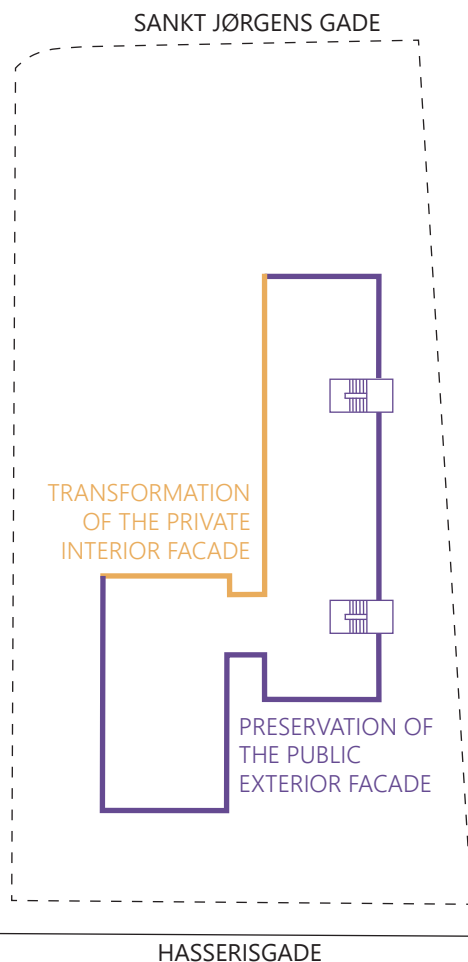 SANKT JØRGENS GADE
TRANSFORMATION
OF THE PRIVATE
INTERIOR FACADE
PRESERVATION OF
THE PUBLIC
EXTERIOR FACADE
HASSERISGADE